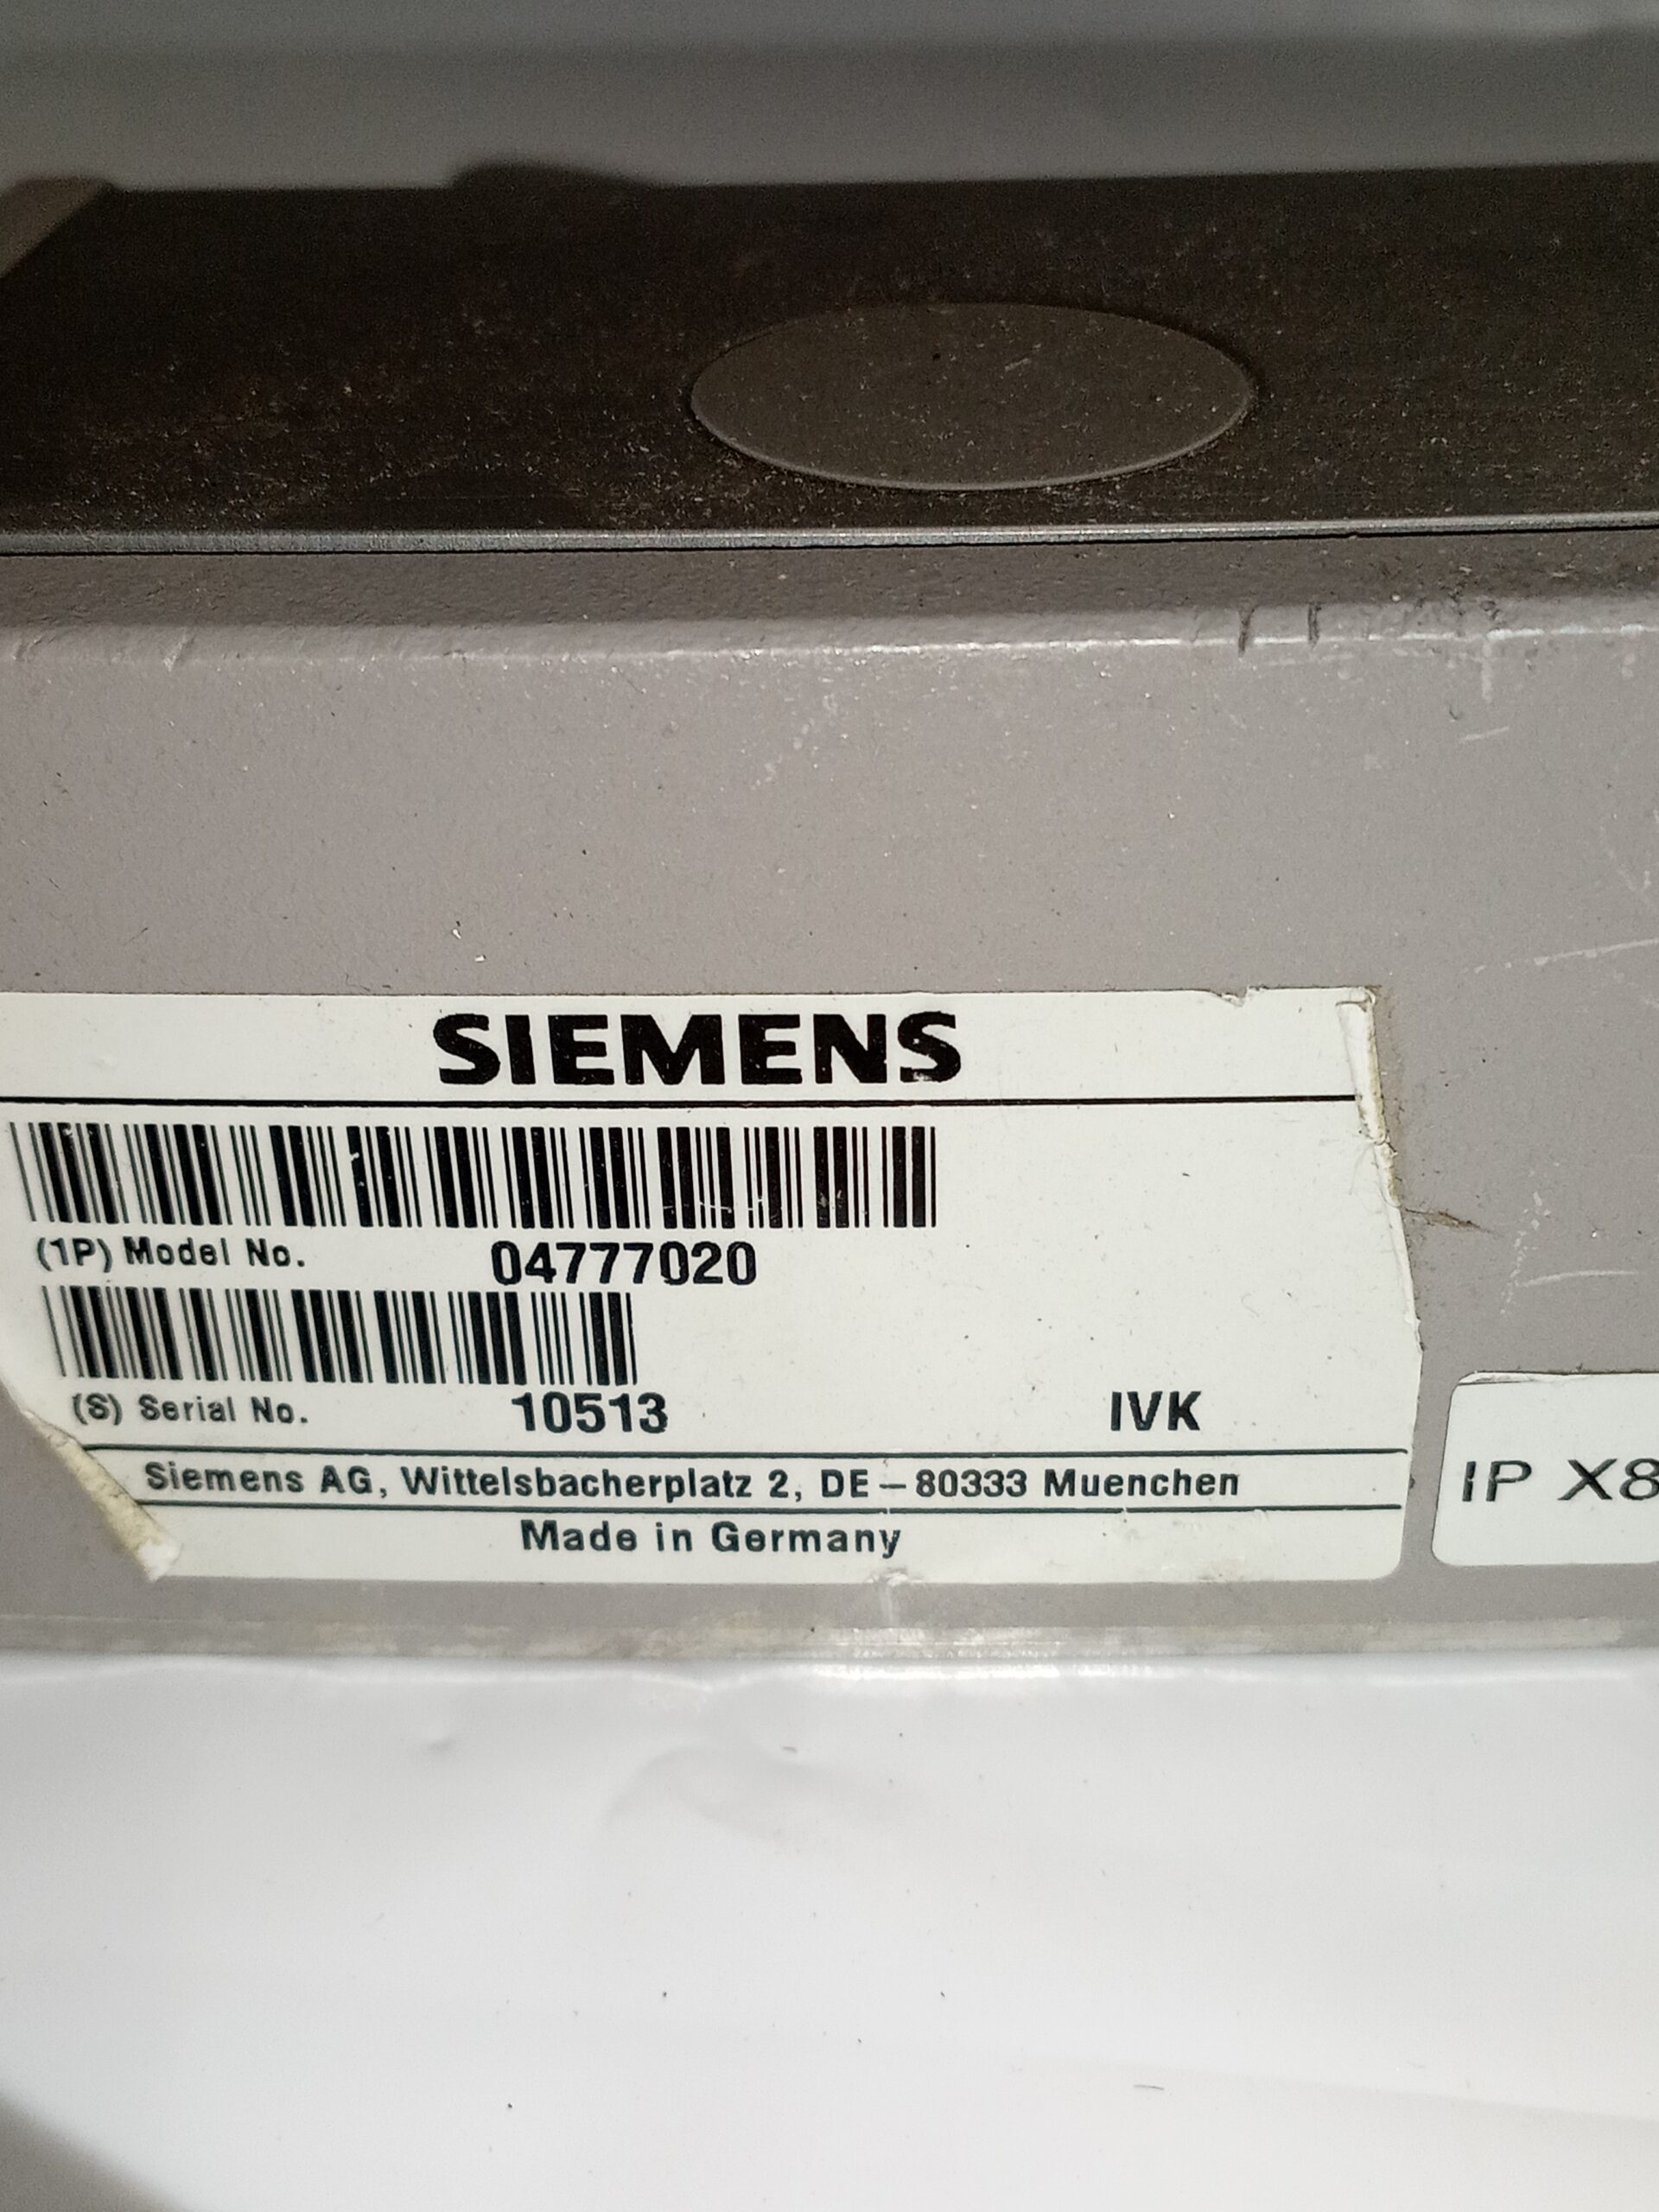 SIEMENS
(1P) Model No. 04777020
(S) Serial No. 10513 IVK
Siemens AG, Wittelsbacherplatz 2, DE – 80333 Muenchen
Made in Germany
IP X8